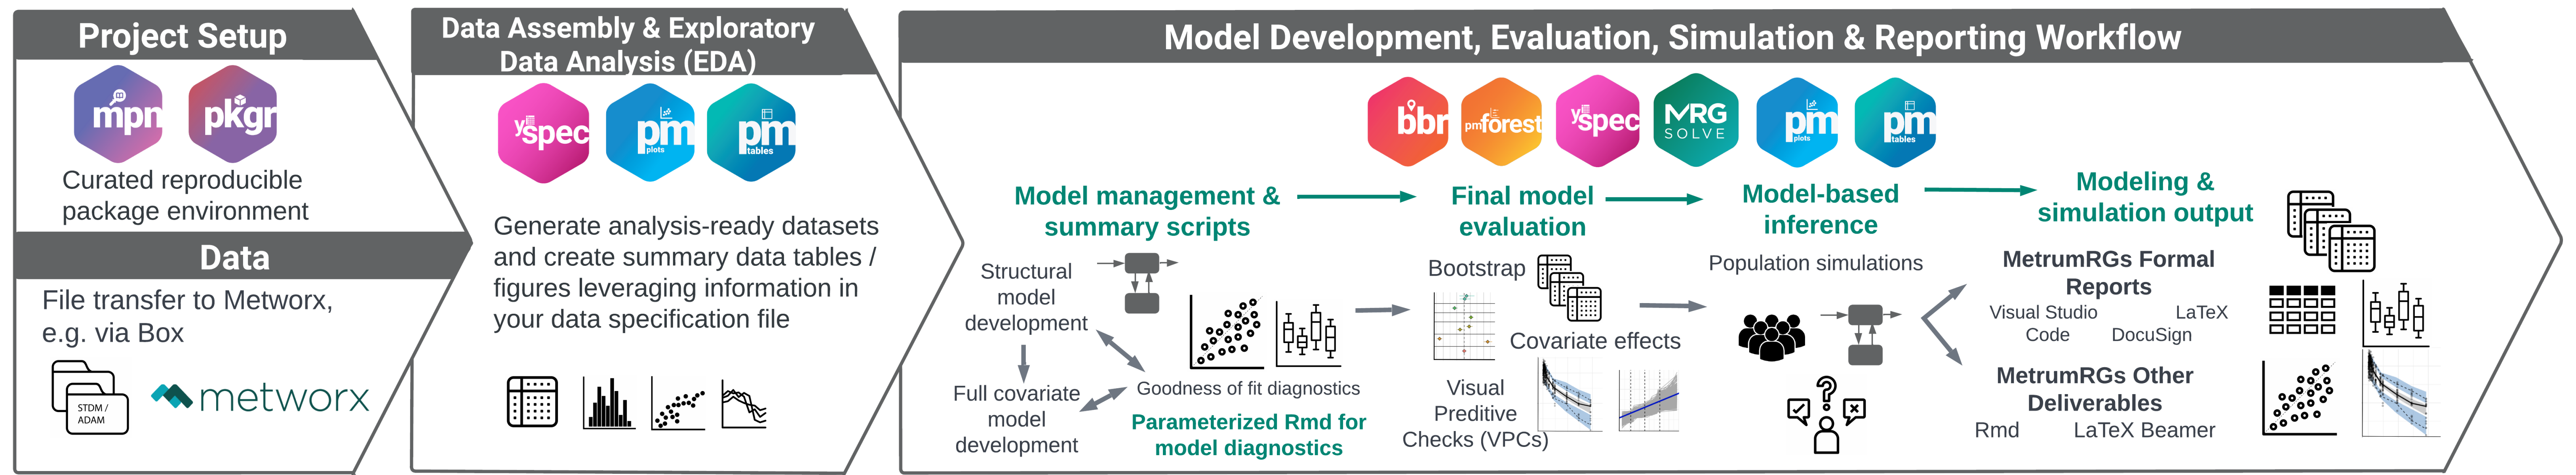 Project Setup
mpn
pkgr
Curated reproducible
package environment
Data
File transfer to Metworx,
e.g. via Box
STDM /
ADAM
metworx
Data Assembly & Exploratory
Data Analysis (EDA)
yspec
pm
plots
pm
tables
Generate analysis-ready datasets
and create summary data tables /
figures leveraging information in
your data specification file
Model Development, Evaluation, Simulation & Reporting Workflow
bbr
pmforest
yspec
MRG
SOLVE
pm
plots
pm
tables
Model management &
summary scripts
Structural
model
development
Full covariate
model
development
Goodness of fit diagnostics
Parameterized Rmd for
model diagnostics
Final model
evaluation
Bootstrap
Covariate effects
Visual
Preditive
Checks (VPCs)
Model-based
inference
Population simulations
Modeling &
simulation output
MetrumRGs Formal
Reports
Visual Studio LaTeX
Code DocuSign
MetrumRGs Other
Deliverables
Rmd LaTeX Beamer